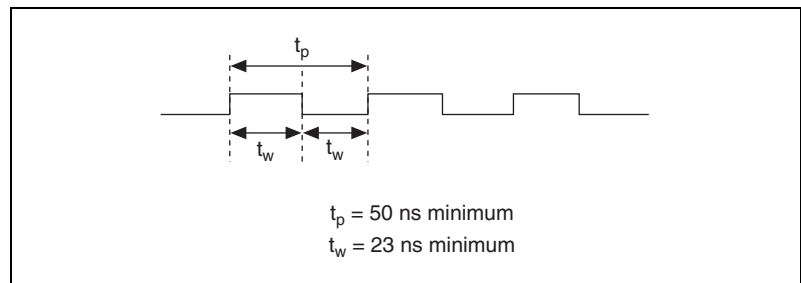 tp
tw tw
tp = 50 ns minimum
tw = 23 ns minimum